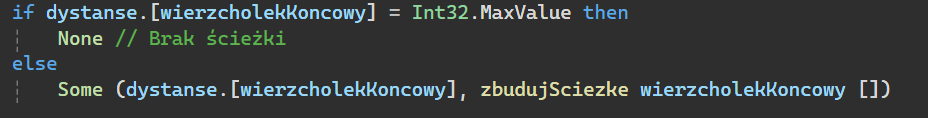 if dystanse.[wierzcholekKoncowy] = Int32.MaxValue then
None // Brak ścieżki
else
Some (dystanse.[wierzcholekKoncowy], zbudujSciezke wierzcholekKoncowy [])